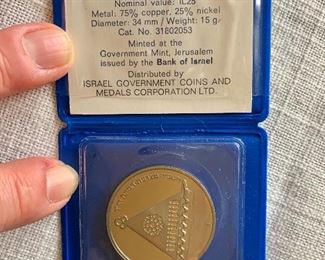 Nominal value: IL25
Metal: 75% copper, 25% nickel
Diameter: 34 mm / Weight: 15 gr
Cat. No. 31802053
Minted at the
Government Mint, Jerusalem
issued by the Bank of Israel
Distributed by
ISRAEL GOVERNMENT COINS AND
MEDALS CORPORATION LTD.